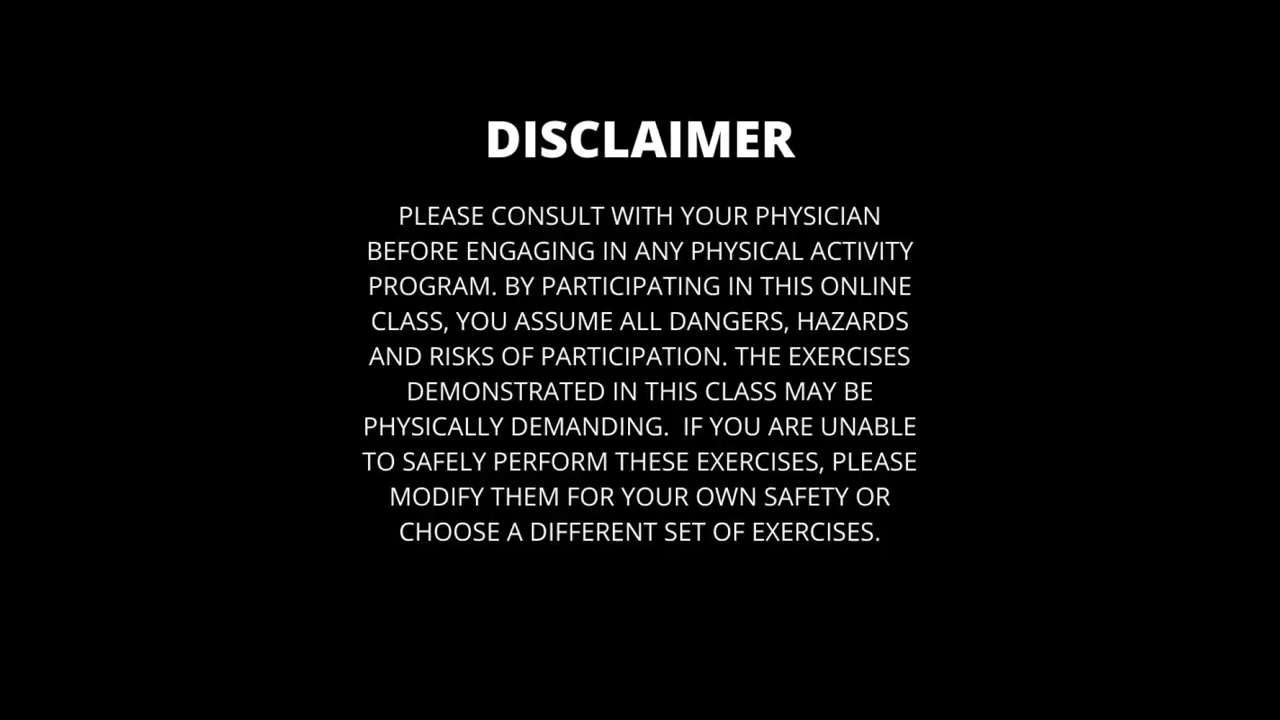 DISCLAIMER
PLEASE CONSULT WITH YOUR PHYSICIAN
BEFORE ENGAGING IN ANY PHYSICAL ACTIVITY
PROGRAM. BY PARTICIPATING IN THIS ONLINE
CLASS, YOU ASSUME ALL DANGERS, HAZARDS
AND RISKS OF PARTICIPATION. THE EXERCISES
DEMONSTRATED IN THIS CLASS MAY BE
PHYSICALLY DEMANDING.  IF YOU ARE UNABLE
TO SAFELY PERFORM THESE EXERCISES, PLEASE
MODIFY THEM FOR YOUR OWN SAFETY OR
CHOOSE A DIFFERENT SET OF EXERCISES.